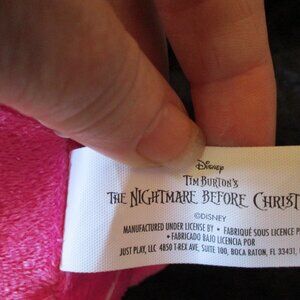 Disney
TIM BURTON'S
THE NIGHTMARE BEFORE CHRIST
©DISNEY
MANUFACTURED UNDER LICENSE BY • FABRIQUÉ SOUS LICENCE P
• FABRICADO BAJO LICENCIA POR
JUST PLAY, LLC 4850 T-REX AVE, SUITE 100, BOCA RATON, FL 33431,